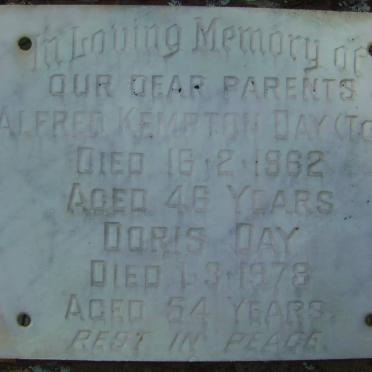 In Loving Memory of
OUR DEAR PARENTS
ALFRED KEMPTON DAY
DIED 16·2·1962
AGED 46 YEARS
DORIS DAY
DIED 1·3·1978
AGED 54 YEARS.
REST IN PEACE.